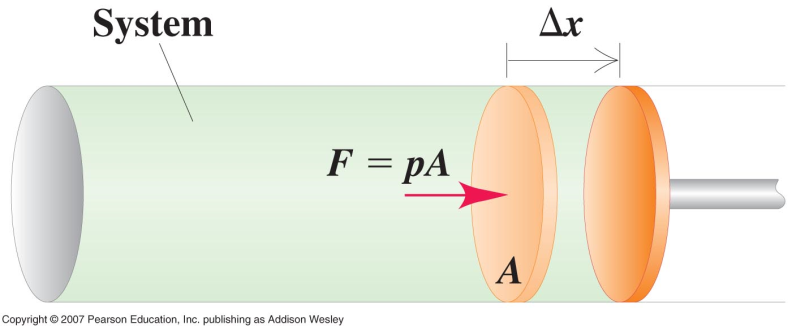 System
Δx
F = pA
A
Copyright © 2007 Pearson Education, Inc. publishing as Addison Wesley